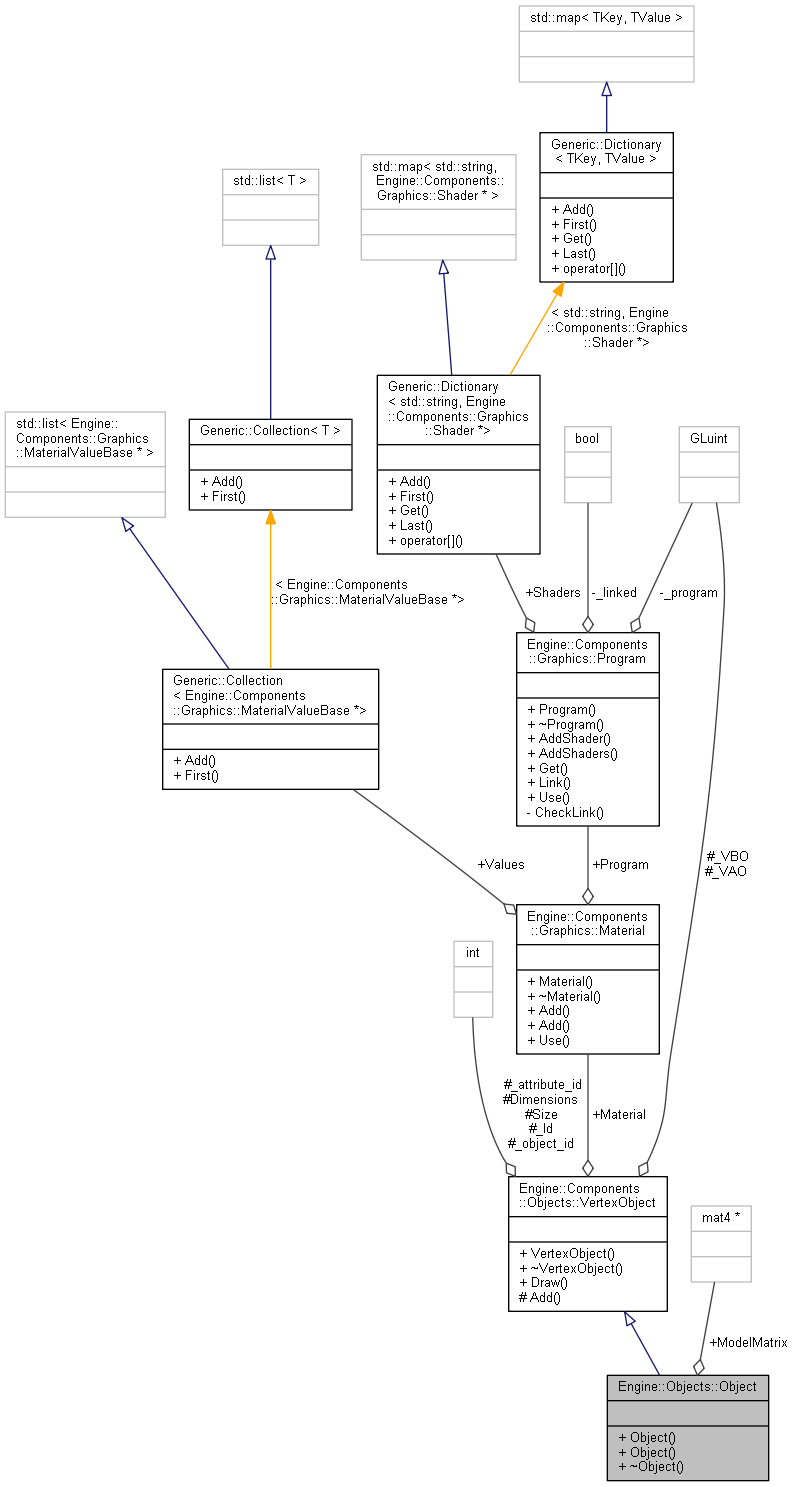 std::map< TKey, TValue >
Generic::Dictionary
< TKey, TValue >
+ Add()
+ First()
+ Get()
+ Last()
+ operator[]()
std::map< std::string,
Engine::Components::
Graphics::Shader * >
std::list< T >
< std::string, Engine
::Components::Graphics
::Shader *>
Generic::Dictionary
< std::string, Engine
::Components::Graphics
::Shader *>
+ Add()
+ First()
+ Get()
+ Last()
+ operator[]()
std::list< Engine::
Components::Graphics
::MaterialValueBase * >
Generic::Collection< T >
+ Add()
+ First()
bool
GLuint
< Engine::Components
::Graphics::MaterialValueBase *>
+Shaders
-_linked
-_program
Engine::Components
::Graphics::Program
+ Program()
+ ~Program()
+ AddShader()
+ AddShaders()
+ Get()
+ Link()
+ Use()
- CheckLink()
Generic::Collection
< Engine::Components
::Graphics::MaterialValueBase *>
+ Add()
+ First()
+Values
+Program
#_VBO
#_VAO
Engine::Components
::Graphics::Material
+ Material()
+ ~Material()
+ Add()
+ Add()
+ Use()
int
#_attribute_id
#Dimensions
#Size
#_Id
#_object_id
+Material
Engine::Components
::Objects::VertexObject
+ VertexObject()
+ ~VertexObject()
+ Draw()
# Add()
mat4 *
+ModelMatrix
Engine::Objects::Object
+ Object()
+ Object()
+ ~Object()